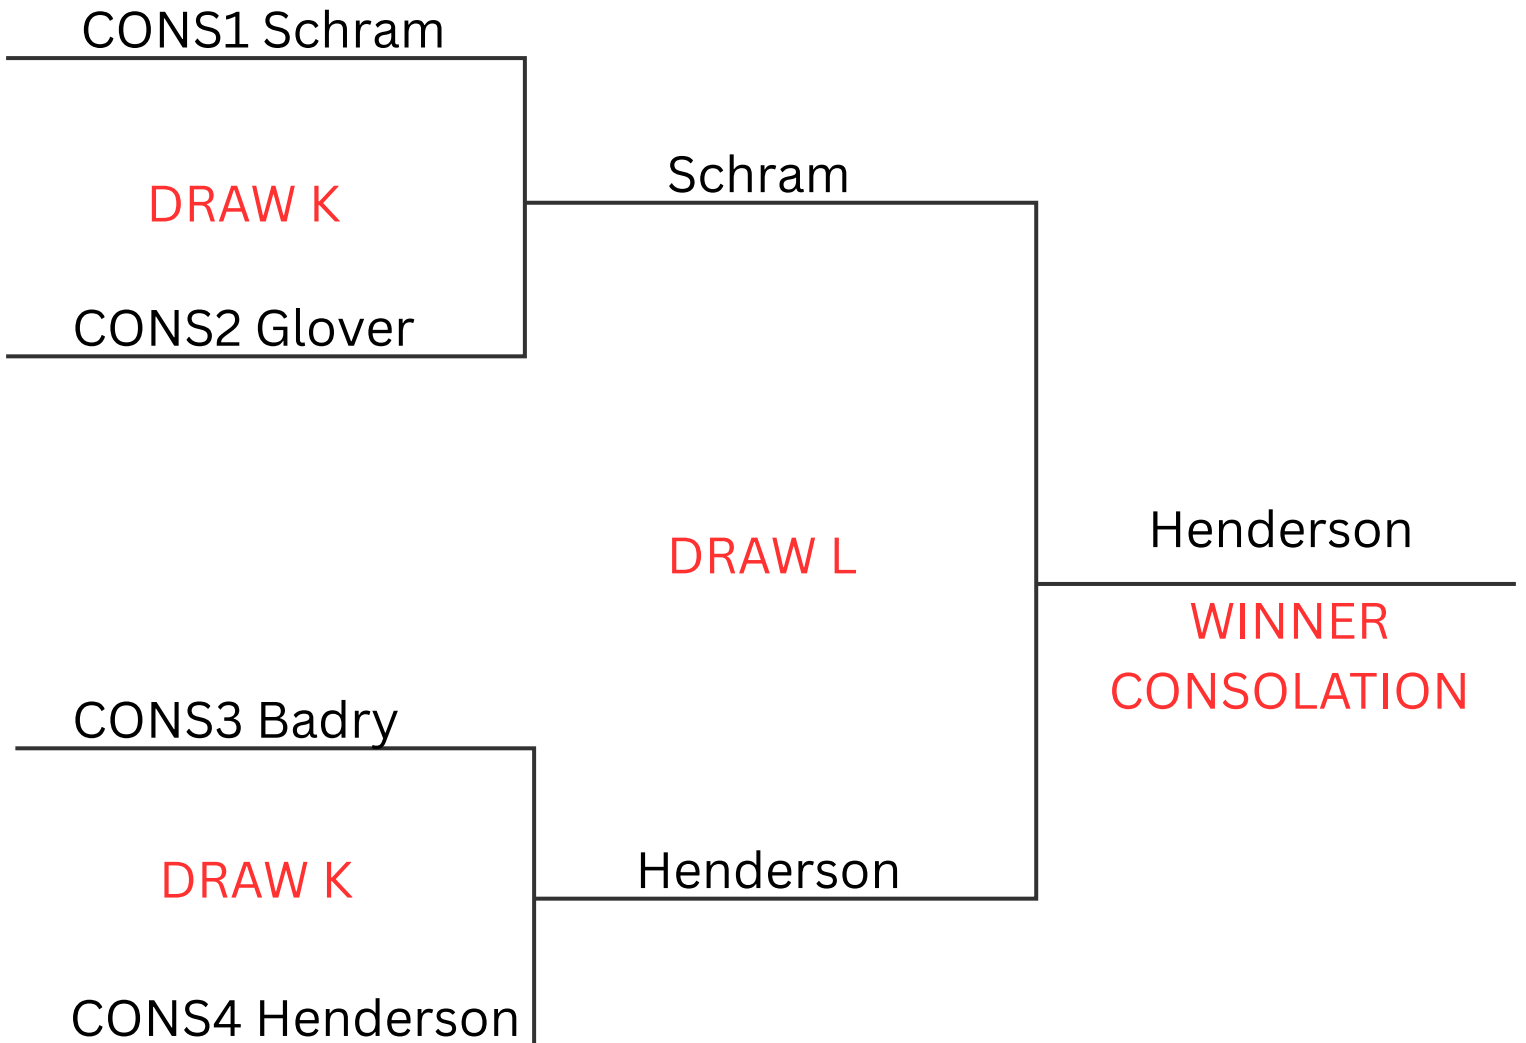 CONS1 Schram
DRAW K
Schram
CONS2 Glover
DRAW L
Henderson
WINNER
CONSOLATION
CONS3 Badry
DRAW K
Henderson
CONS4 Henderson